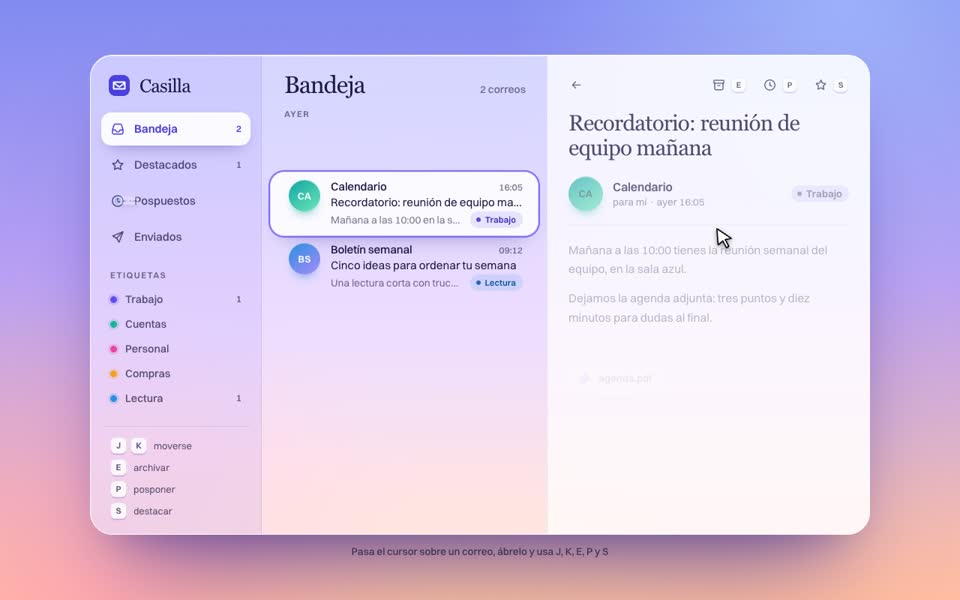 Casilla
Bandeja 2
Destacados 1
Pospuestos
Enviados
ETIQUETAS
Trabajo 1
Cuentas
Personal
Compras
Lectura 1
J K moverse
E archivar
P posponer
S destacar
Bandeja
2 correos
AYER
CA
Calendario 16:05
Recordatorio: reunión de equipo ma...
Mañana a las 10:00 en la s... Trabajo
BS
Boletín semanal 09:12
Cinco ideas para ordenar tu semana
Una lectura corta con truc... Lectura
E P S
Recordatorio: reunión de
equipo mañana
CA
Calendario
para mí · ayer 16:05
Trabajo
Mañana a las 10:00 tienes la reunión semanal del
equipo, en la sala azul.
Dejamos la agenda adjunta: tres puntos y diez
minutos para dudas al final.
agenda.pdf
Pasa el cursor sobre un correo, ábrelo y usa J, K, E, P y S